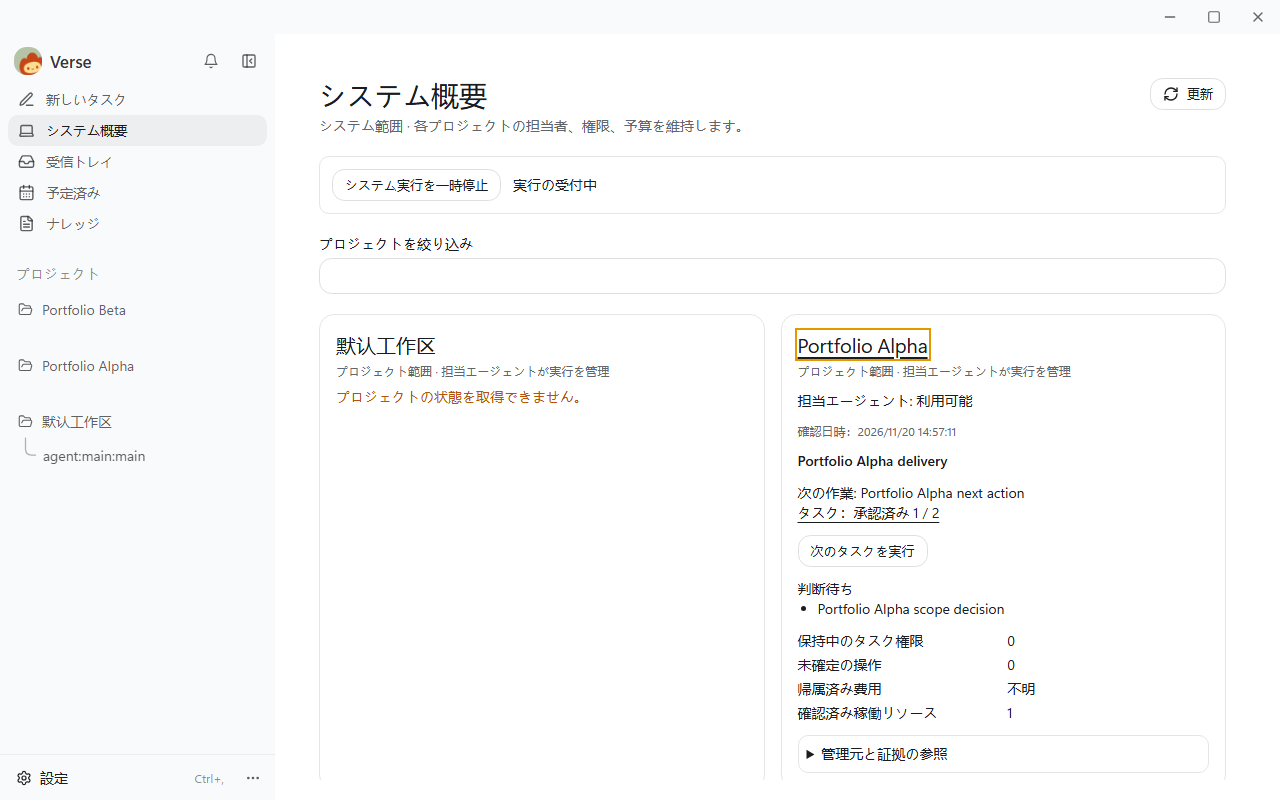 Verse
新しいタスク
システム概要
受信トレイ
予定済み
ナレッジ
プロジェクト
Portfolio Beta
Portfolio Alpha
默认工作区
agent:main:main
設定
Ctrl+,
システム概要
システム範囲 · 各プロジェクトの担当者、権限、予算を維持します。
更新
システム実行を一時停止
実行の受付中
プロジェクトを絞り込み
默认工作区
プロジェクト範囲 · 担当エージェントが実行を管理
プロジェクトの状態を取得できません。
Portfolio Alpha
プロジェクト範囲 · 担当エージェントが実行を管理
担当エージェント: 利用可能
確認日時: 2026/11/20 14:57:11
Portfolio Alpha delivery
次の作業: Portfolio Alpha next action
タスク: 承認済み 1 / 2
次のタスクを実行
判断待ち
• Portfolio Alpha scope decision
保持中のタスク権限 0
未確定の操作 0
帰属済み費用 不明
確認済み稼働リソース 1
管理元と証拠の参照